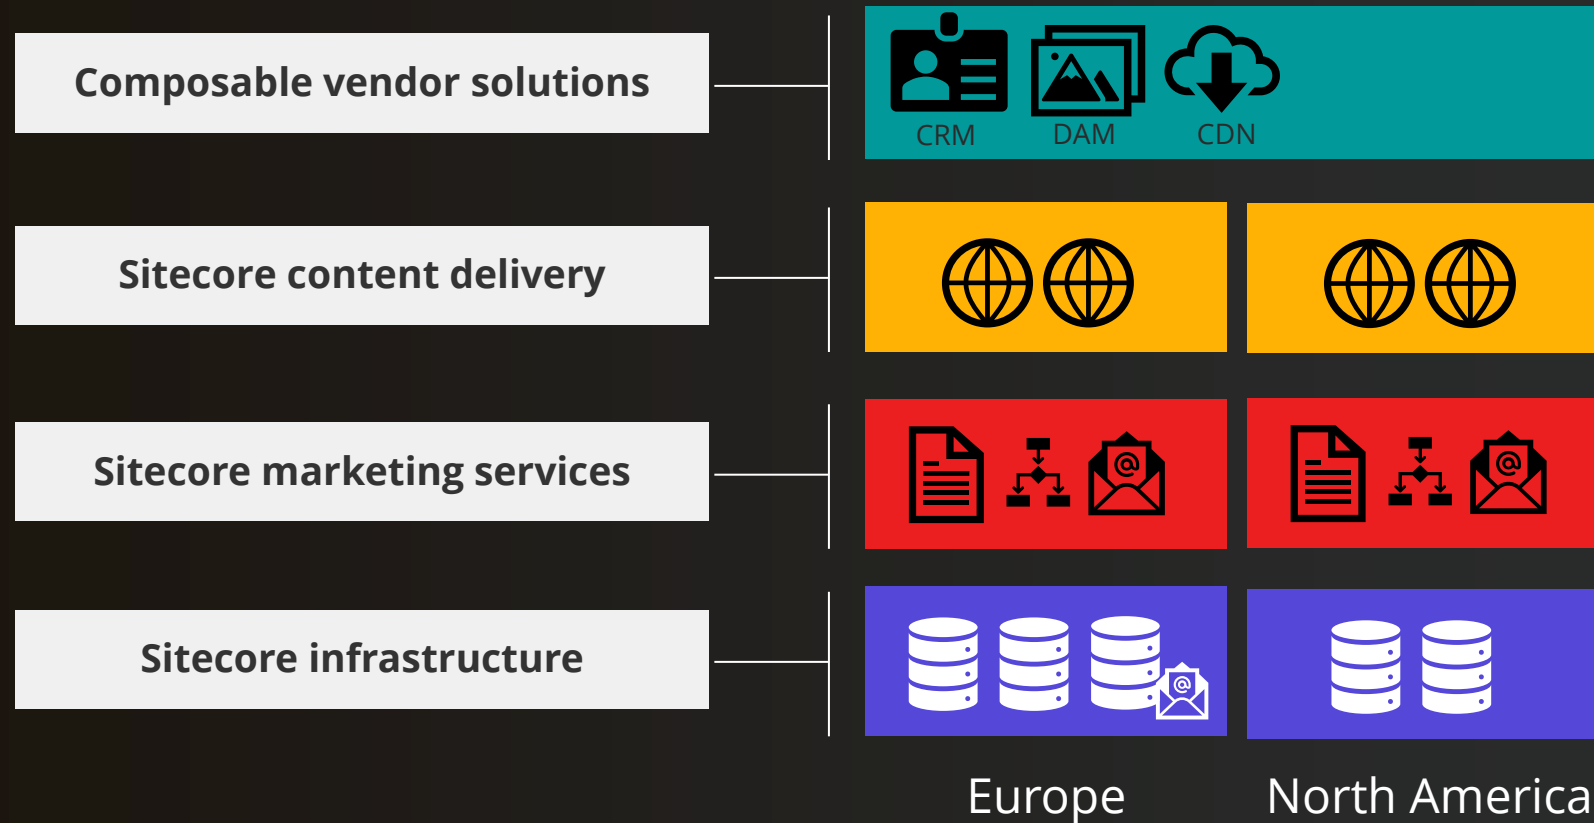 Composable vendor solutions
CRM
DAM
CDN
Sitecore content delivery
Sitecore marketing services
@
@
Sitecore infrastructure
@
Europe
North America